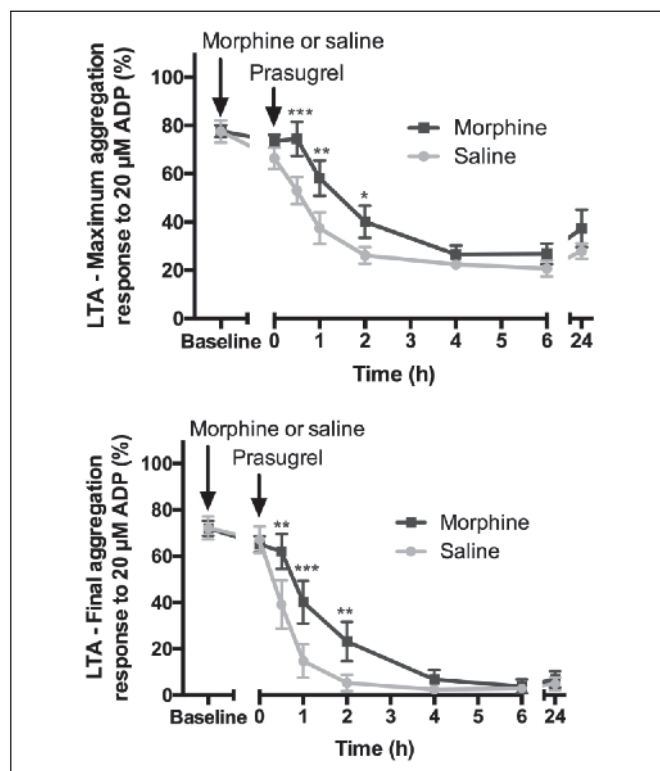 Morphine or saline
Prasugrel
LTA - Maximum aggregation
response to 20 µM ADP (%)
100
80
60
40
20
0
***
**
*
Morphine
Saline
Baseline 0 1 2 3 4 5 6 24
Time (h)
Morphine or saline
Prasugrel
LTA - Final aggregation
response to 20 µM ADP (%)
100
80
60
40
20
0
**
***
**
Morphine
Saline
Baseline 0 1 2 3 4 5 6 24
Time (h)